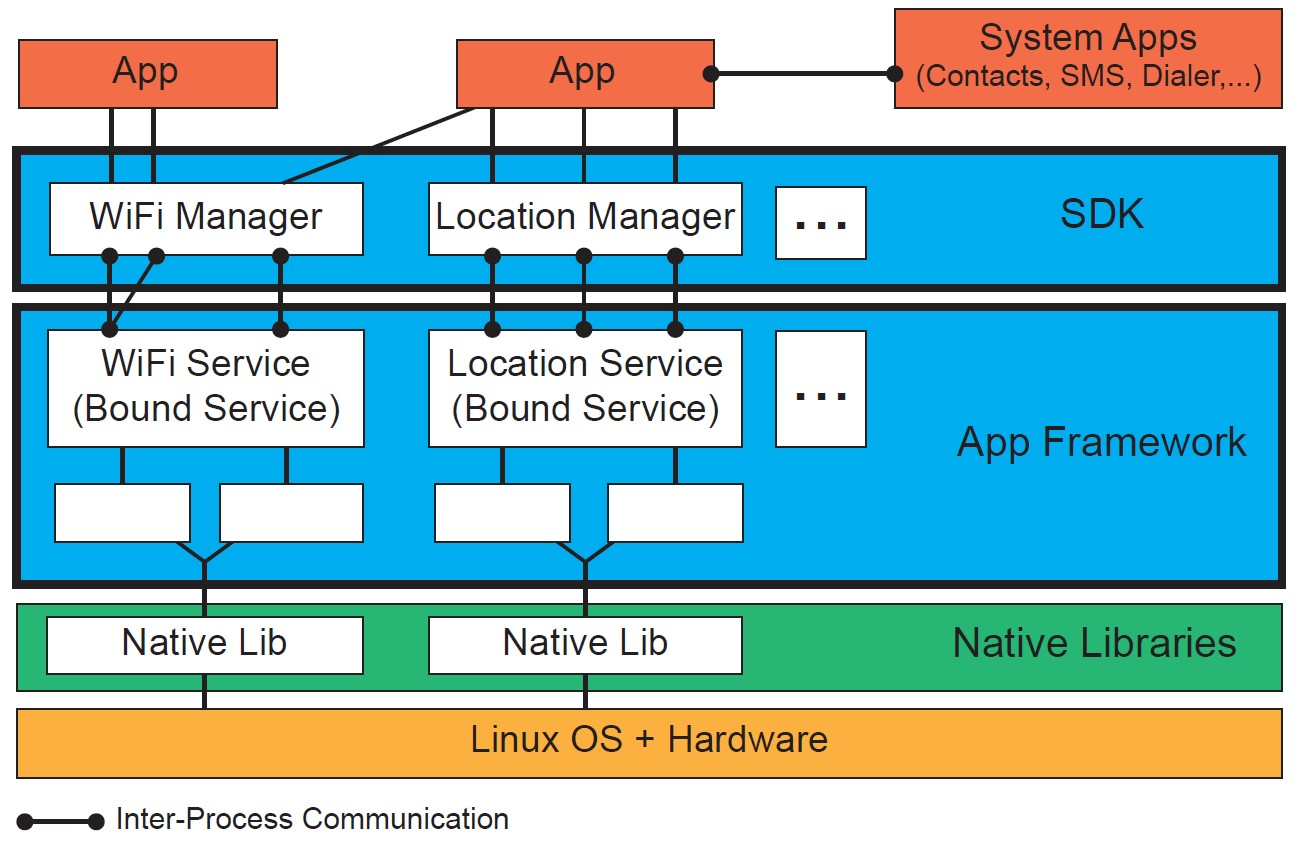 App
App
System Apps
(Contacts, SMS, Dialer,...)
WiFi Manager
Location Manager
...
SDK
WiFi Service
(Bound Service)
Location Service
(Bound Service)
...
App Framework
Native Lib
Native Lib
Native Libraries
Linux OS + Hardware
Inter-Process Communication